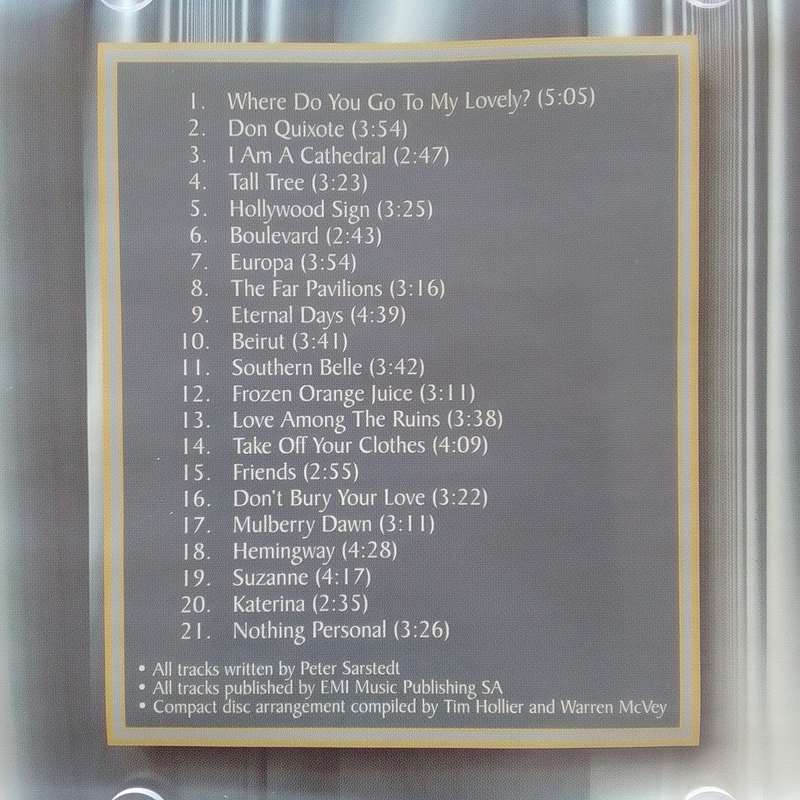 1. Where Do You Go To My Lovely? (5:05)
2. Don Quixote (3:54)
3. I Am A Cathedral (2:47)
4. Tall Tree (3:23)
5. Hollywood Sign (3:25)
6. Boulevard (2:43)
7. Europa (3:54)
8. The Far Pavilions (3:16)
9. Eternal Days (4:39)
10. Beirut (3:41)
11. Southern Belle (3:42)
12. Frozen Orange Juice (3:11)
13. Love Among The Ruins (3:38)
14. Take Off Your Clothes (4:09)
15. Friends (2:55)
16. Don't Bury Your Love (3:22)
17. Mulberry Dawn (3:11)
18. Hemingway (4:28)
19. Suzanne (4:17)
20. Katerina (2:35)
21. Nothing Personal (3:26)
• All tracks written by Peter Sarstedt
• All tracks published by EMI Music Publishing SA
• Compact disc arrangement compiled by Tim Hollier and Warren McVey